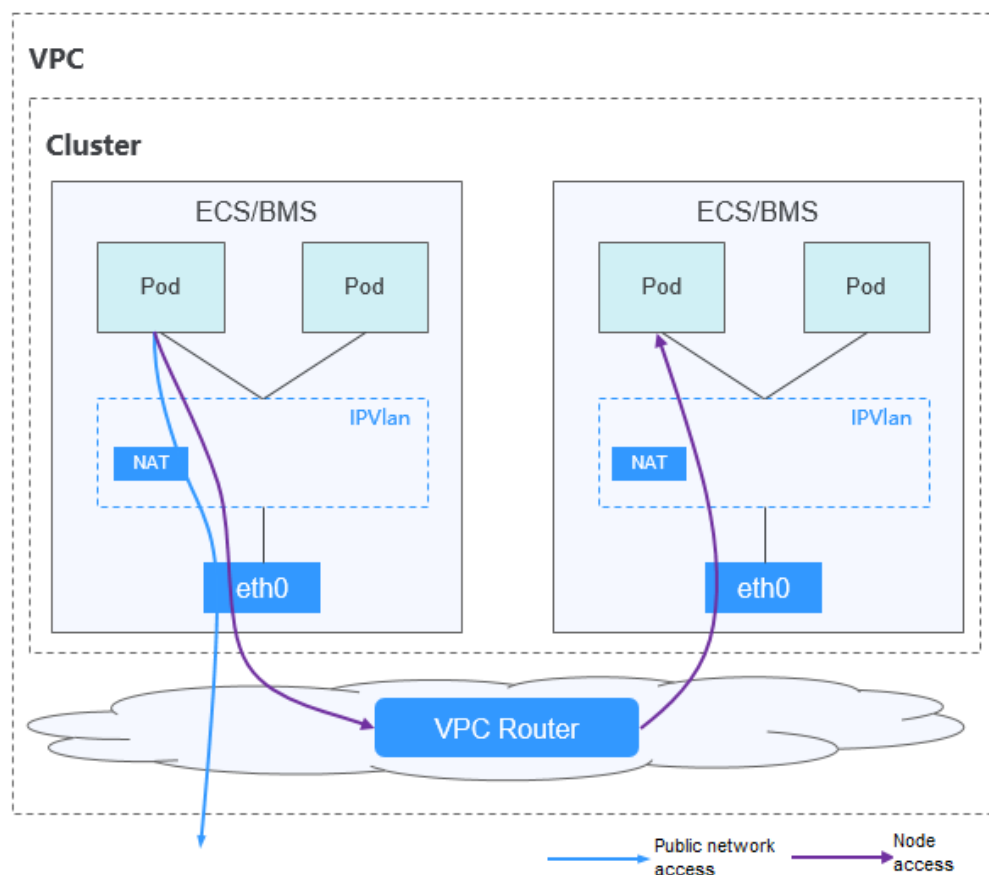 VPC
Cluster
ECS/BMS
ECS/BMS
Pod
Pod
Pod
Pod
IPVlan
IPVlan
NAT
NAT
eth0
eth0
VPC Router
Public network
access
Node
access